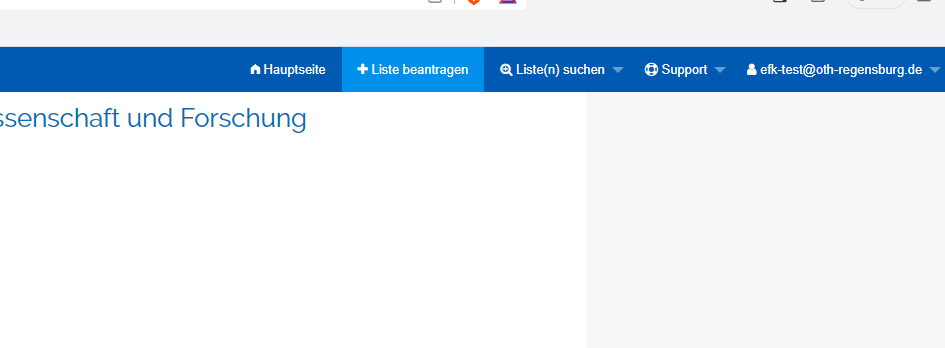 Hauptseite Liste beantragen Liste(n) suchen Support efk-test@oth-regensburg.de
ssenschaft und Forschung